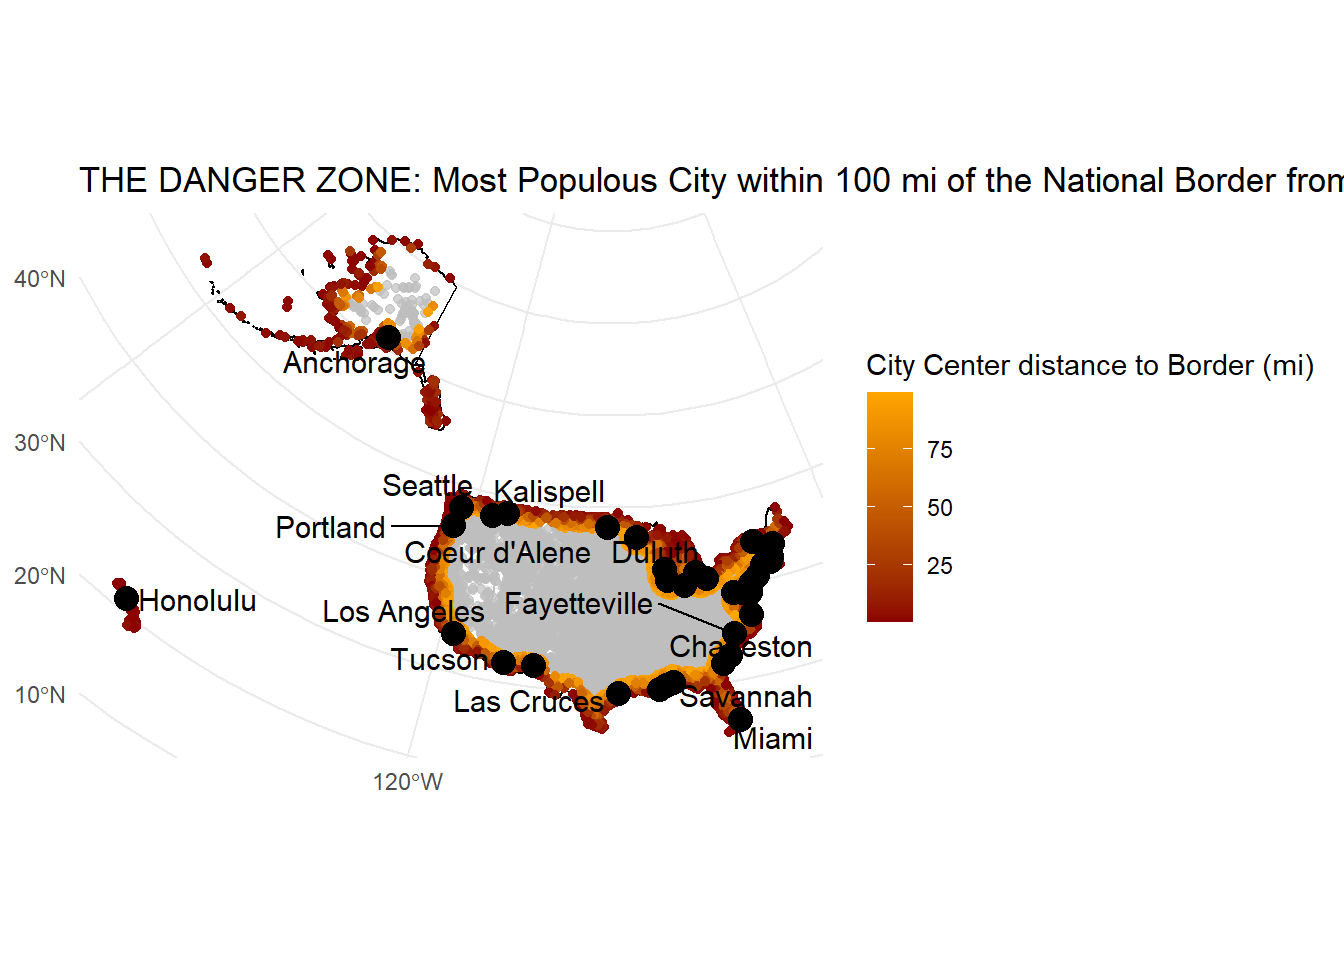 THE DANGER ZONE: Most Populous City within 100 mi of the National Border from
40°N
30°N
20°N
10°N
120°W
Anchorage
Seattle
Kalispell
Portland
Coeur d'Alene
Duluth
Honolulu
Los Angeles
Fayetteville
Charleston
Tucson
Las Cruces
Savannah
Miami
City Center distance to Border (mi)
75
50
25